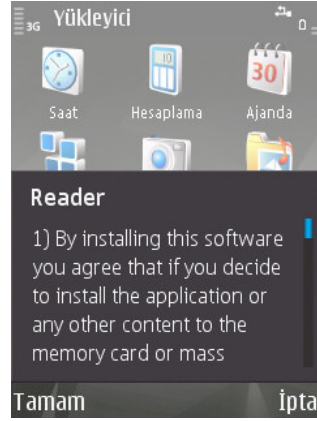 3G Yükleyici
Saat Hesaplama Ajanda
30
Reader
1) By installing this software
you agree that if you decide
to install the application or
any other content to the
memory card or mass
Tamam İpta